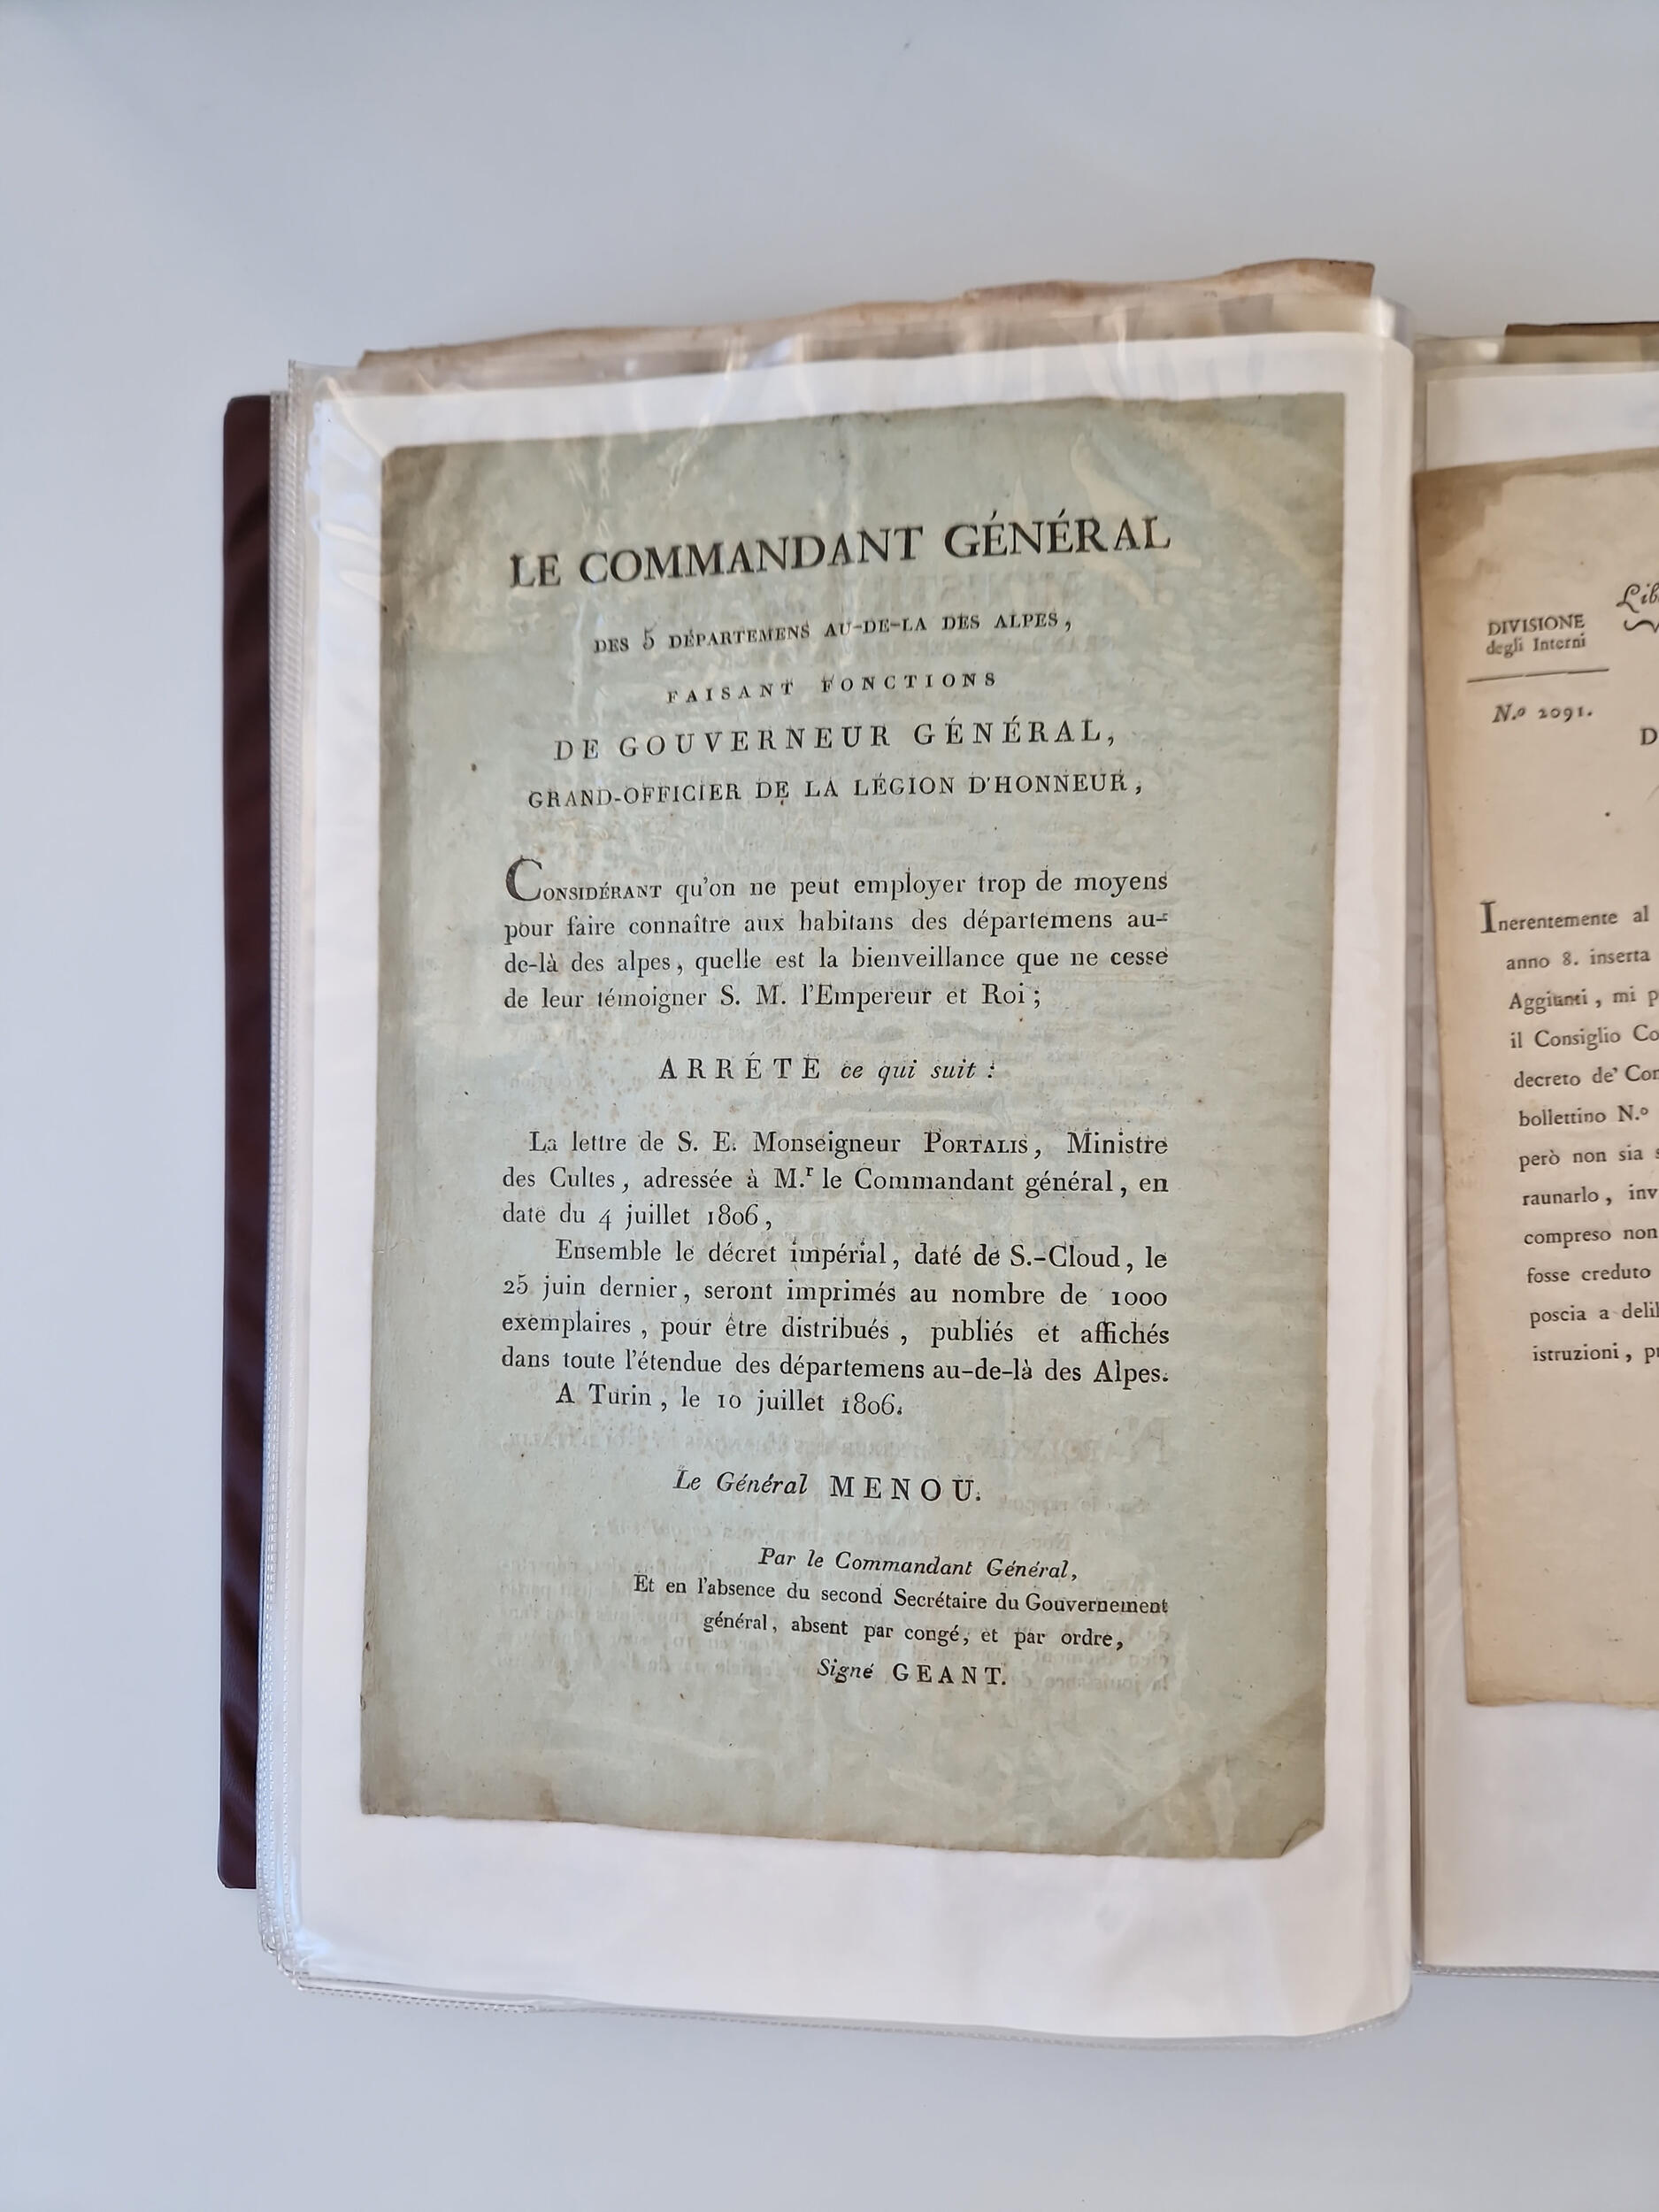 LE COMMANDANT GÉNÉRAL
DES 5 DÉPARTEMENS AU-DE-LA DES ALPES,
FAISANT FONCTIONS
DE GOUVERNEUR GÉNÉRAL,
GRAND-OFFICIER DE LA LÉGION D'HONNEUR,
CONSIDÉRANT qu'on ne peut employer trop de moyens
pour faire connaître aux habitans des départemens au-
de-là des alpes, quelle est la bienveillance que ne cesse
de leur témoigner S. M. l'Empereur et Roi;
ARRÉTE ce qui suit :
La lettre de S. E. Monseigneur PORTALIS, Ministre
des Cultes, adressée à M.r le Commandant général, en
date du 4 juillet 1806,
Ensemble le décret impérial, daté de S.-Cloud, le
25 juin dernier, seront imprimés au nombre de 1000
exemplaires, pour être distribués, publiés et affichés
dans toute l'étendue des départemens au-de-là des Alpes.
A Turin, le 10 juillet 1806.
Le Général MENOU.
Par le Commandant Général,
Et en l'absence du second Secrétaire du Gouvernement
général, absent par congé, et par ordre,
Signé GEANT.
Lib
DIVISIONE
degli Interni
N.º 2091.
D
Inerentemente al
anno 8. inserta
Aggiunti, mi p
il Consiglio Co
decreto de' Con
bollettino N.º
però non sia s
raunarlo, inv
compreso non
fosse creduto
poscia a delil
istruzioni, pr